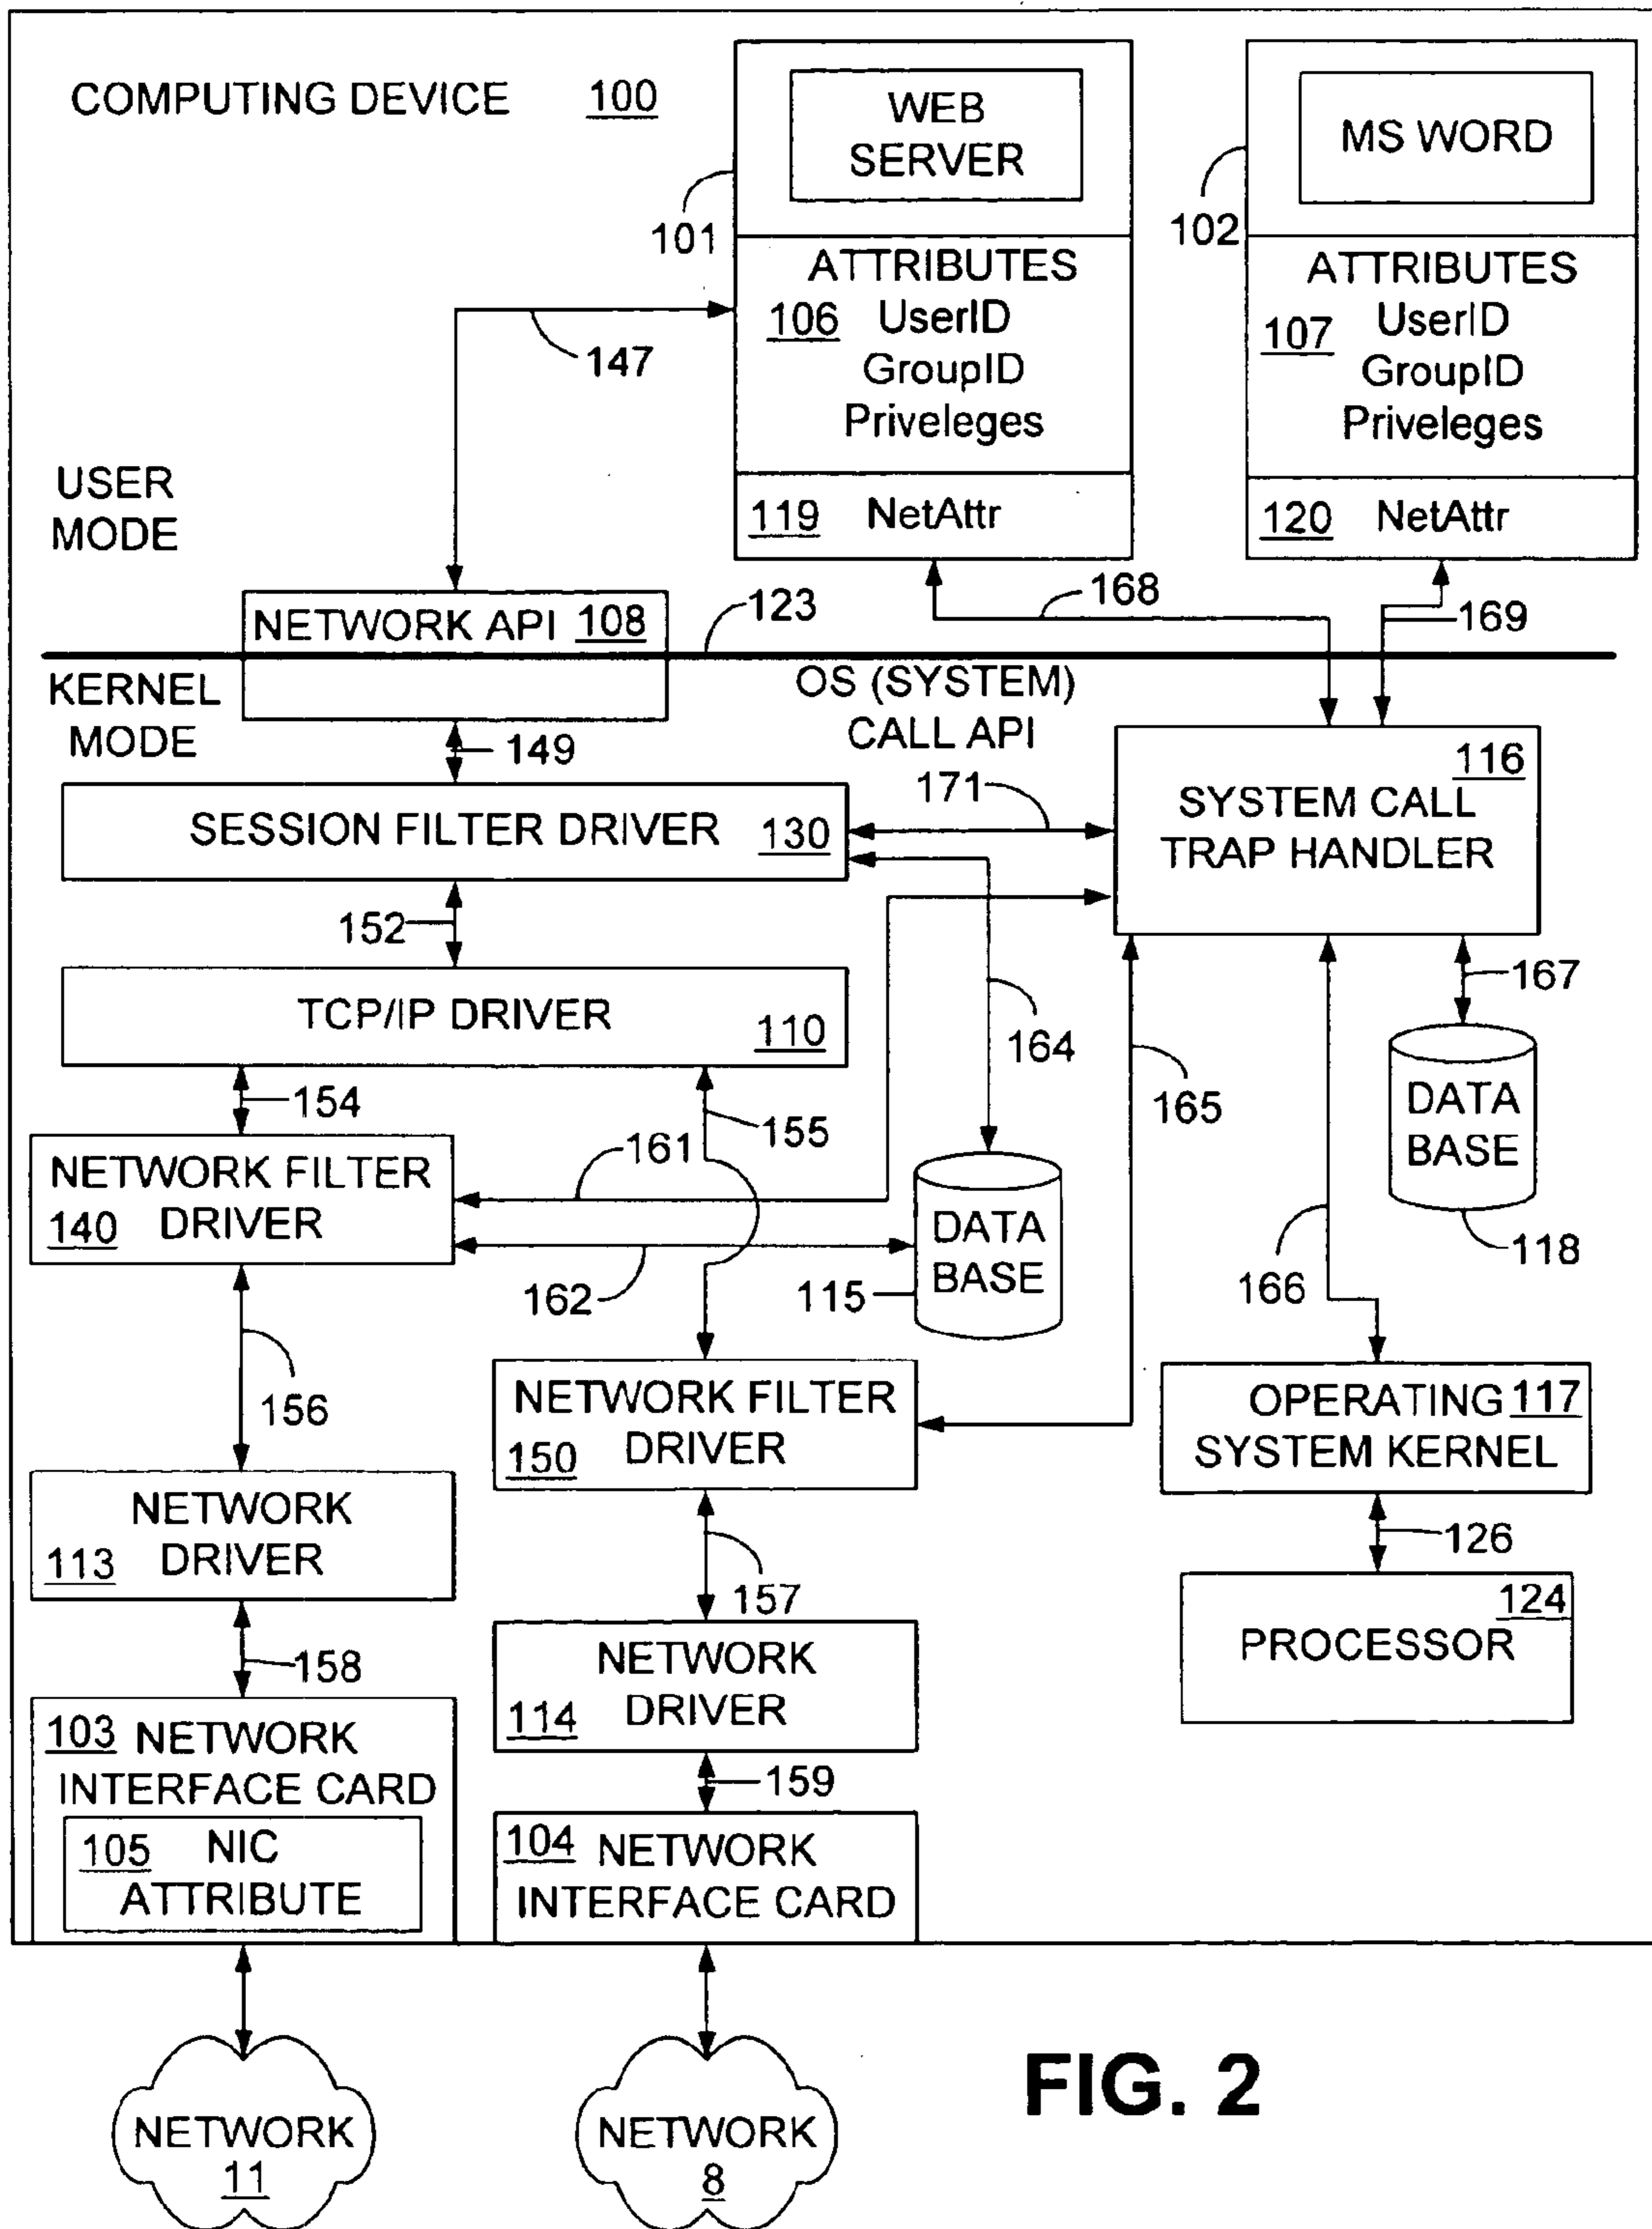 COMPUTING DEVICE 100
WEB
SERVER
101
ATTRIBUTES
106 UserID
GroupID
Priveleges
119 NetAttr
MS WORD
102
ATTRIBUTES
107 UserID
GroupID
Priveleges
120 NetAttr
147
USER
MODE
168
169
123
NETWORK API 108
KERNEL
MODE
OS (SYSTEM)
CALL API
149
171
116
SYSTEM CALL
TRAP HANDLER
SESSION FILTER DRIVER 130
152
164
165
167
TCP/IP DRIVER 110
154
155
161
DATA
BASE
118
NETWORK FILTER
140 DRIVER
162
115
DATA
BASE
166
156
NETWORK FILTER
150 DRIVER
OPERATING 117
SYSTEM KERNEL
126
NETWORK
113 DRIVER
157
124
PROCESSOR
158
NETWORK
114 DRIVER
159
103 NETWORK
INTERFACE CARD
105 NIC
ATTRIBUTE
104 NETWORK
INTERFACE CARD
NETWORK
11
NETWORK
8
FIG. 2